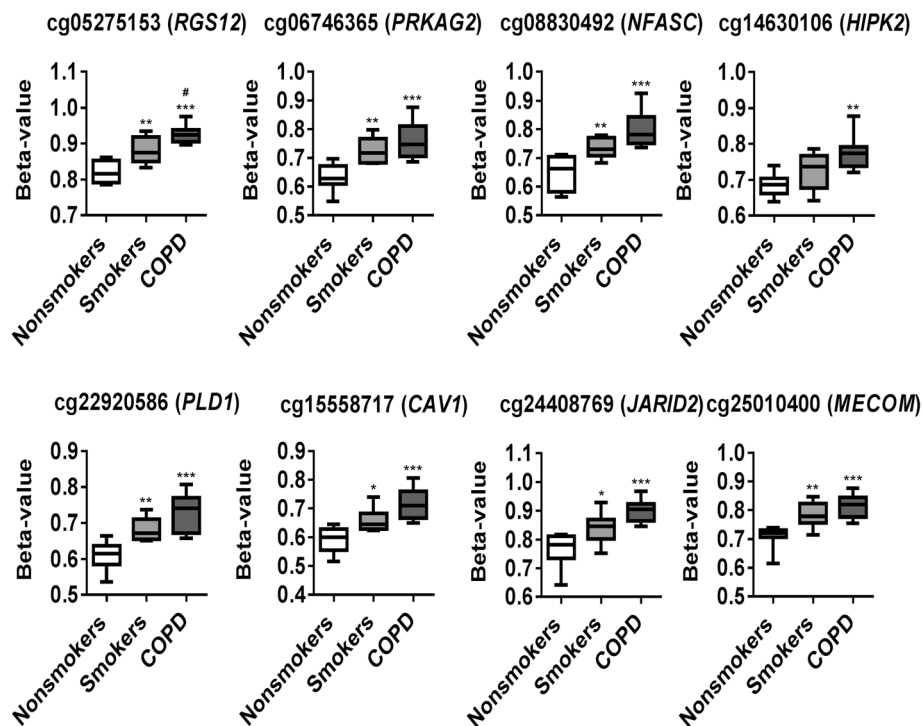 cg05275153 (RGS12) cg06746365 (PRKAG2) cg08830492 (NFASC) cg14630106 (HIPK2)
Beta-value
1.1
1.0
0.9
0.8
0.7
**
#
***
Nonsmokers
Smokers
COPD
Beta-value
1.0
0.9
0.8
0.7
0.6
0.5
**
***
Nonsmokers
Smokers
COPD
Beta-value
1.0
0.9
0.8
0.7
0.6
0.5
**
***
Nonsmokers
Smokers
COPD
Beta-value
1.0
0.9
0.8
0.7
0.6
**
Nonsmokers
Smokers
COPD
cg22920586 (PLD1) cg15558717 (CAV1) cg24408769 (JARID2) cg25010400 (MECOM)
Beta-value
0.9
0.8
0.7
0.6
0.5
**
***
Nonsmokers
Smokers
COPD
Beta-value
0.9
0.8
0.7
0.6
0.5
0.4
*
***
Nonsmokers
Smokers
COPD
Beta-value
1.1
1.0
0.9
0.8
0.7
0.6
*
***
Nonsmokers
Smokers
COPD
Beta-value
1.0
0.9
0.8
0.7
0.6
0.5
**
***
Nonsmokers
Smokers
COPD